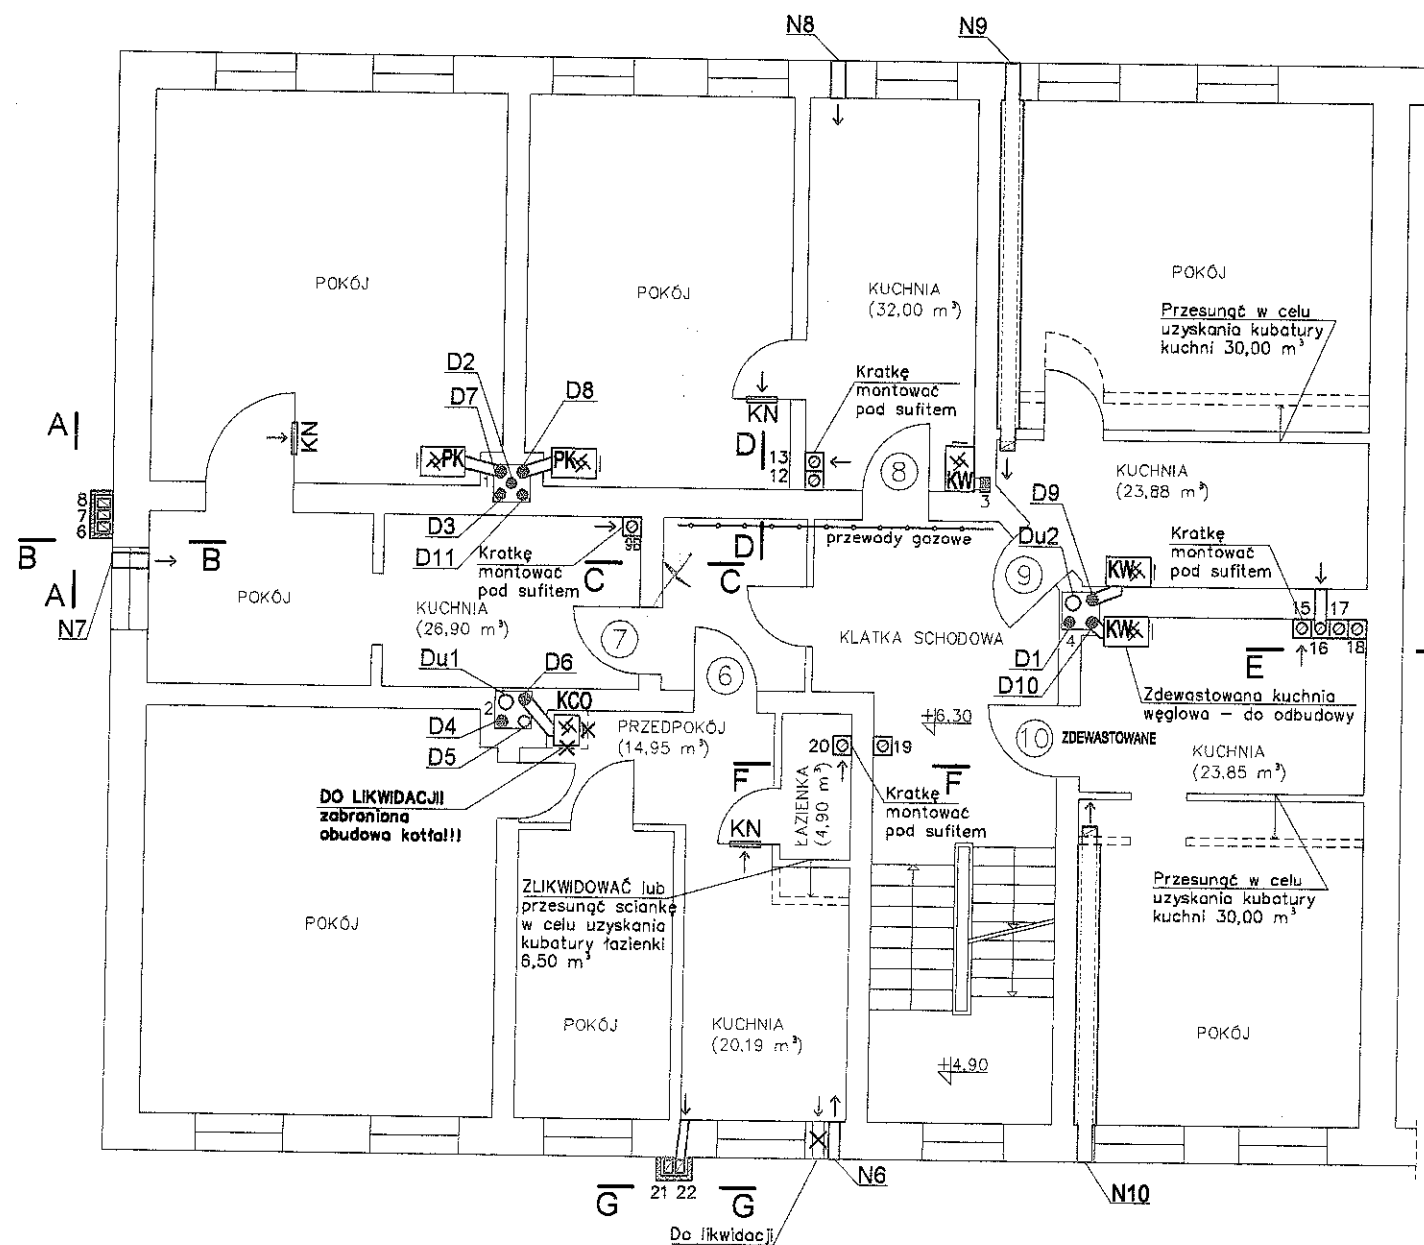 N8
N9
POKÓJ
POKÓJ
KUCHNIA
(32,00 m³)
POKÓJ
Przesunąć w celu
uzyskania kubatury
kuchni 30,00 m³
D2
D7
D8
Kratkę
montować
pod sufitem
A
KN
KN
D
PK
PK
13
12
8
KW
3
KUCHNIA
(23,88 m³)
1
8
7
6
D3
D11
D9
Du2
przewody gazowe
D
Kratkę
montować
pod sufitem
B
B
Kratkę
montować
pod sufitem
C
C
9
KW
A
N7
POKÓJ
KUCHNIA
(26,90 m³)
7
KLATKA SCHODOWA
15
17
16
18
KW
4
D1
D10
E
Du1
D6
6
2
KCO
D4
D5
PRZEDPOKÓJ
(14,95 m³)
+6.30
Zdewastowana kuchnia
węglowa – do odbudowy
10
ZDEWASTOWANE
KUCHNIA
(23,85 m³)
20
19
F
F
ŁAZIENKA
(4,90 m³)
DO LIKWIDACJI!
zabroniona
obudowa kotła!!!
Kratkę
montować
pod sufitem
KN
ZLIKWIDOWAĆ lub
przesunąć scianke
w celu uzyskania
kubatury łazienki
6,50 m³
Przesunąć w celu
uzyskania kubatury
kuchni 30,00 m³
POKÓJ
POKÓJ
KUCHNIA
(20,19 m³)
POKÓJ
+4.90
G
21
22
G
N6
N10
Do likwidacji